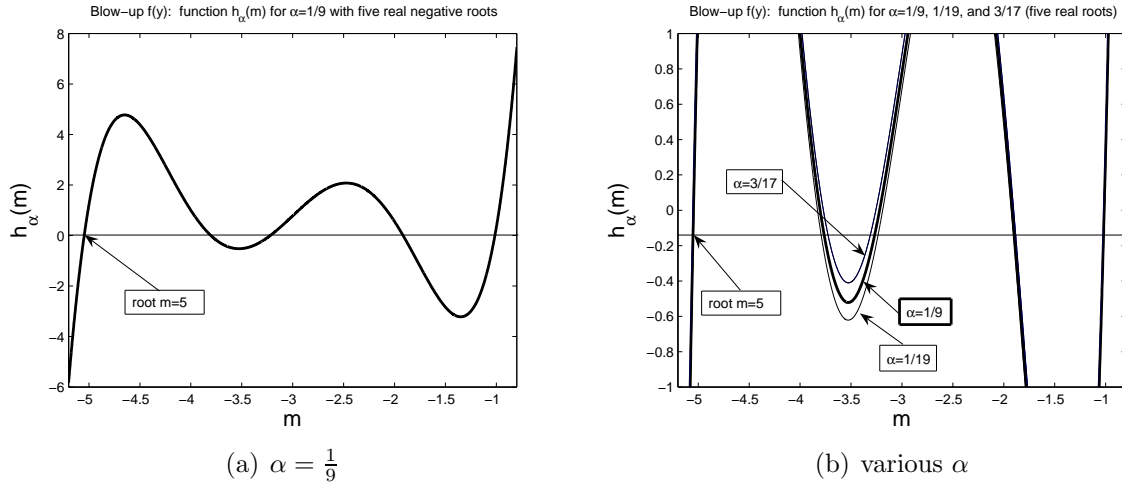 Blow−up f(y): function hα(m) for α=1/9 with five real negative roots
hα(m)
8
6
4
2
0
−2
−4
−6
root m=5
−5 −4.5 −4 −3.5 −3 −2.5 −2 −1.5 −1
m
(a) α = 1/9
Blow−up f(y): function hα(m) for α=1/9, 1/19, and 3/17 (five real roots)
hα(m)
1
0.8
0.6
0.4
0.2
0
−0.2
−0.4
−0.6
−0.8
−1
α=3/17
root m=5
α=1/9
α=1/19
−5 −4.5 −4 −3.5 −3 −2.5 −2 −1.5 −1
m
(b) various α